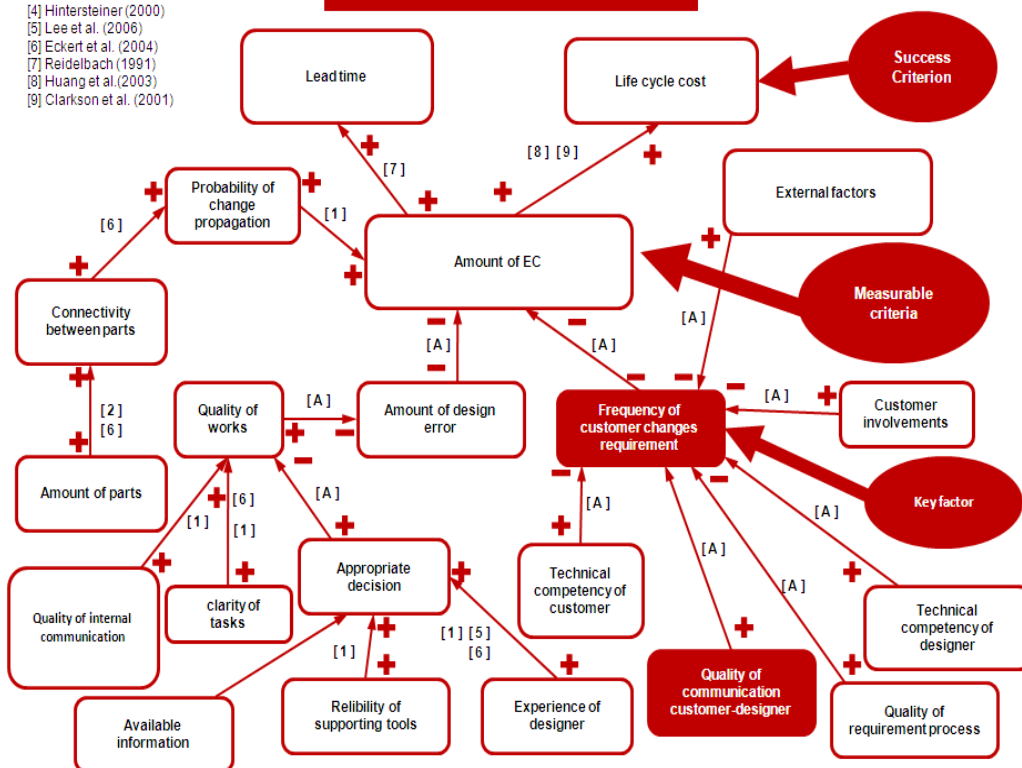 [4] Hintersteiner (2000)
[5] Lee et al. (2006)
[6] Eckert et al. (2004)
[7] Reidelbach (1991)
[8] Huang et al.(2003)
[9] Clarkson et al. (2001)
Lead time
Life cycle cost
Success
Criterion
[8] [9]
[7]
External factors
Probability of
change
propagation
[1]
[6]
Amount of EC
Measurable
criteria
Connectivity
between parts
[A]
[A]
[A]
[2]
[6]
Quality of
works
[A]
Amount of design
error
Frequency of
customer changes
requirement
[A]
Customer
involvements
Amount of parts
[1]
[6]
[1]
[A]
[A]
[A]
Key factor
[A]
[A]
Quality of internal
communication
clarity of
tasks
Appropriate
decision
Technical
competency of
customer
Technical
competency of
designer
[1]
[1] [5]
[6]
Available
information
Relibility of
supporting tools
Experience of
designer
Quality of
communication
customer-designer
Quality of
requirement process